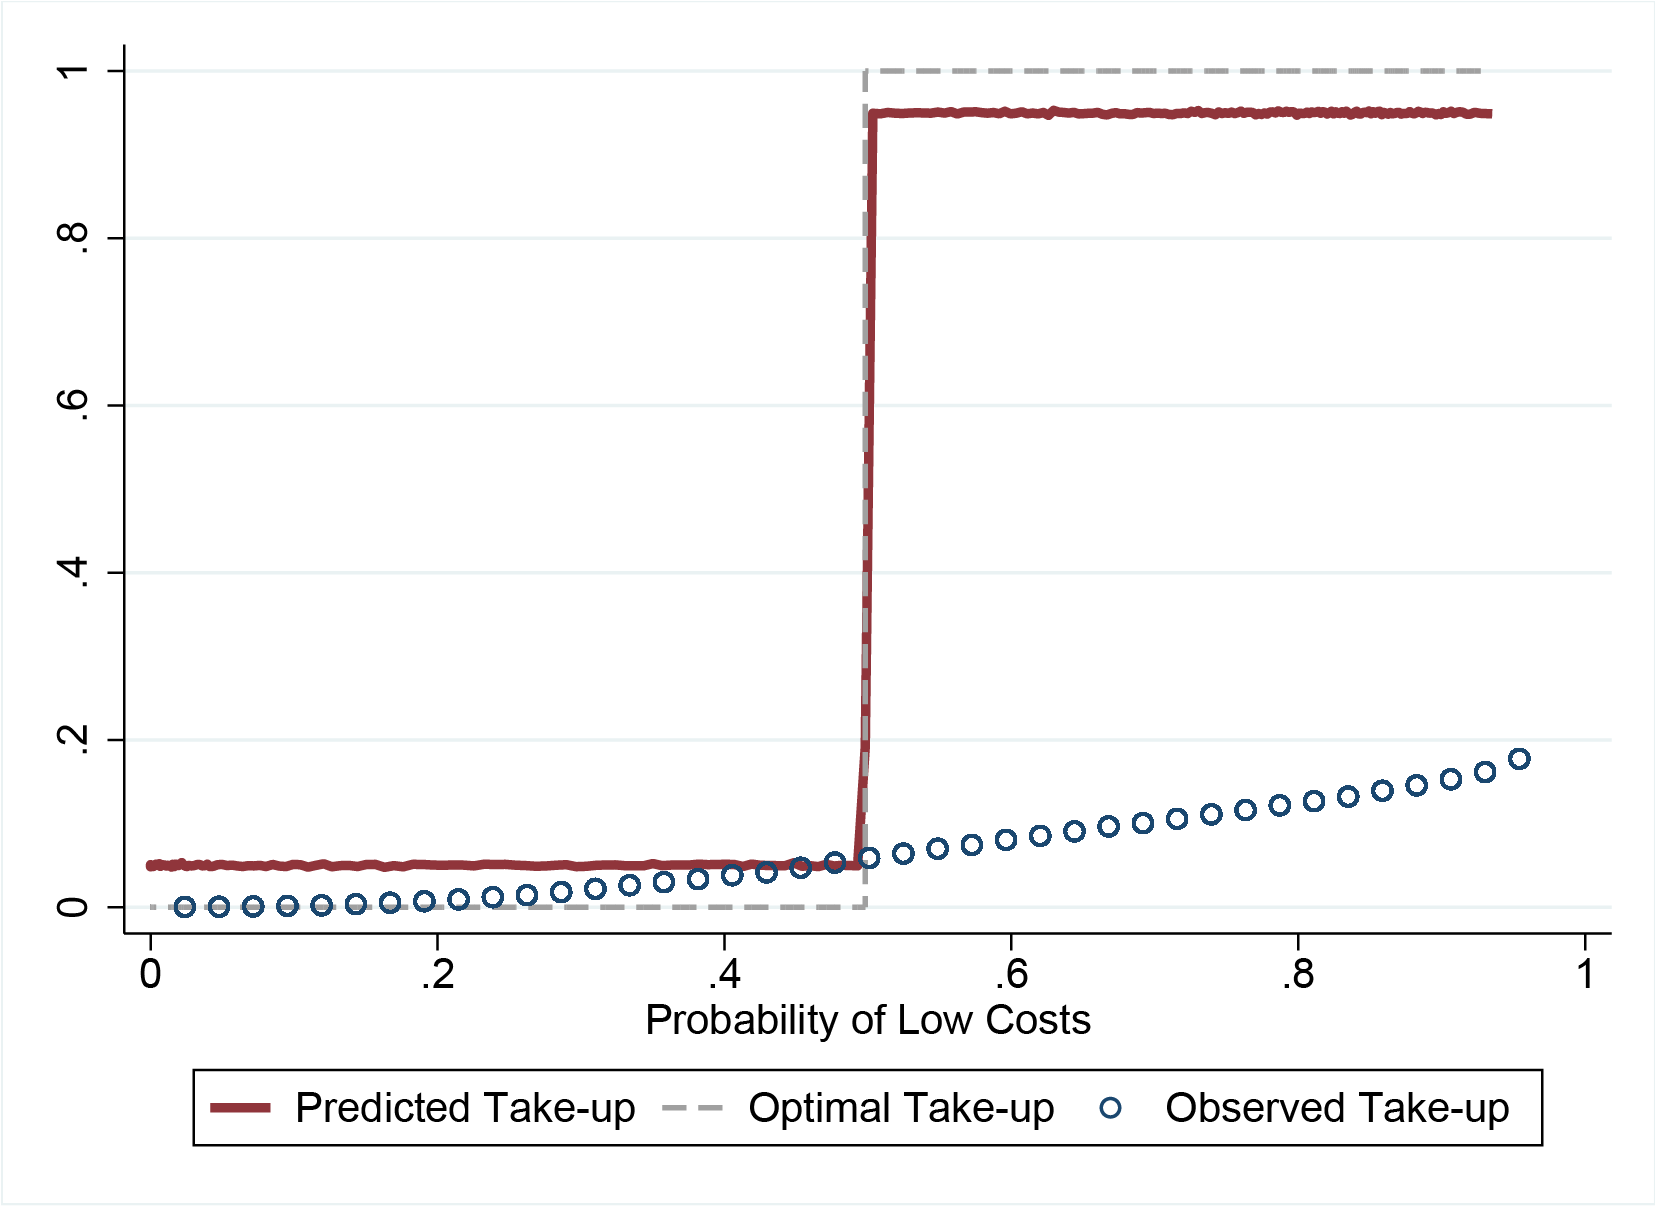 1
.8
.6
.4
.2
0
0 .2 .4 .6 .8 1
Probability of Low Costs
Predicted Take-up Optimal Take-up Observed Take-up